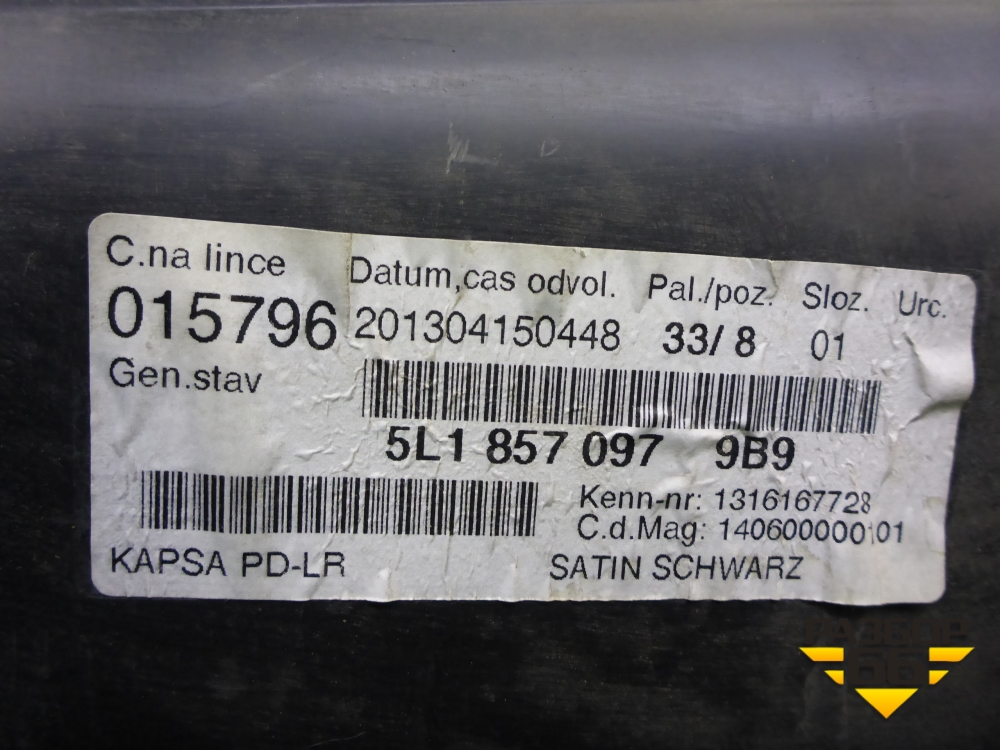 C.na lince Datum,cas odvol. Pal./poz. Sloz. Urc.
015796 201304150448 33/ 8 01
Gen.stav
5L1 857 097 9B9
Kenn-nr: 1316167728
C.d.Mag: 14060000001
KAPSA PD-LR SATIN SCHWARZ